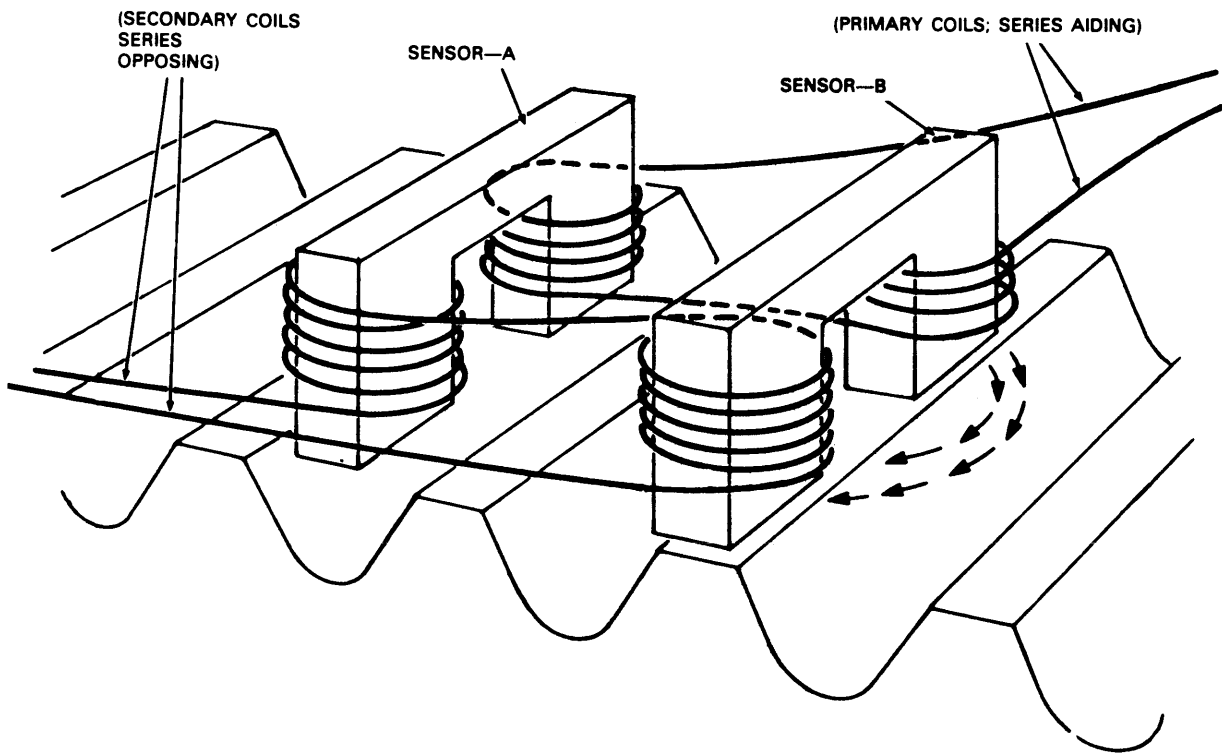 (SECONDARY COILS
SERIES
OPPOSING)
SENSOR—A
(PRIMARY COILS; SERIES AIDING)
SENSOR—B